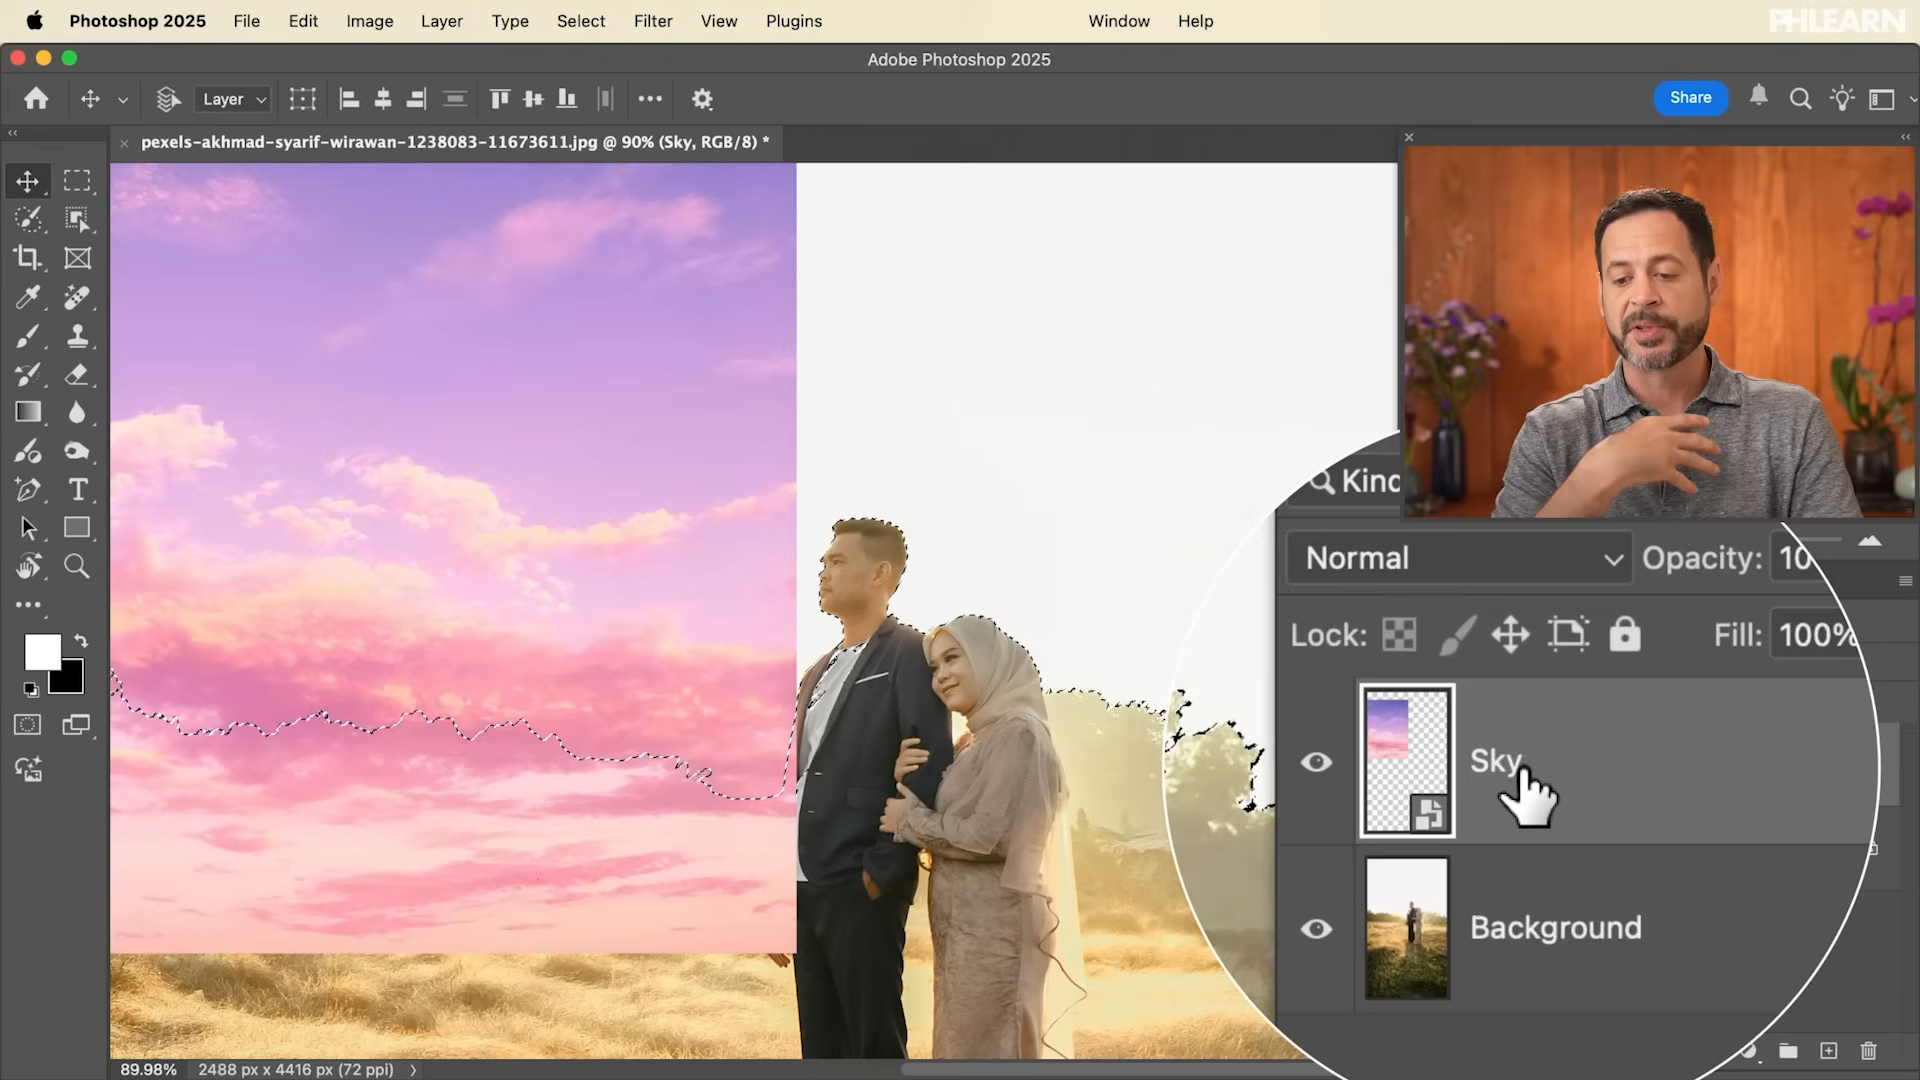 Photoshop 2025 File Edit Image Layer Type Select Filter View Plugins Window Help
PHLEARN
Adobe Photoshop 2025
Layer
Share
pexels-akhmad-syarif-wirawan-1238083-11673611.jpg @ 90% (Sky, RGB/8) *
Normal Opacity: 10
Lock: Fill: 100%
Sky
Background
89.98% 2488 px x 4416 px (72 ppi)